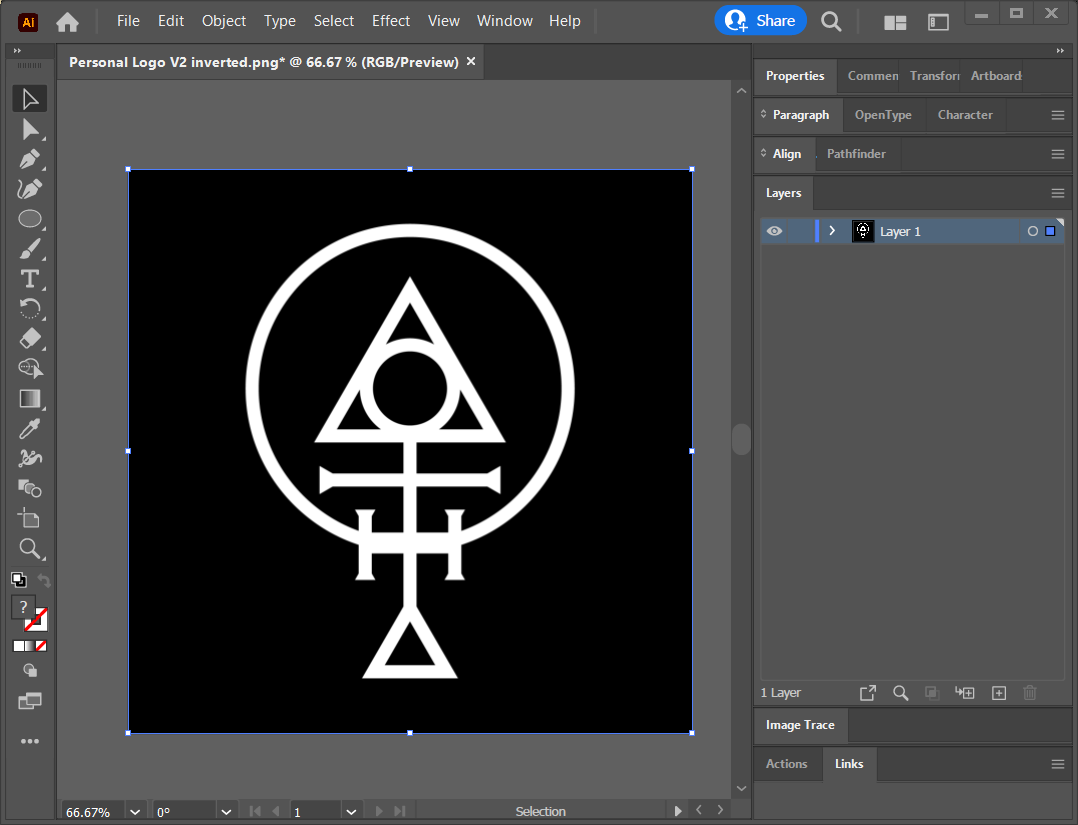 Ai File Edit Object Type Select Effect View Window Help Share
Personal Logo V2 inverted.png* @ 66.67 % (RGB/Preview) ×
Properties Commen Transfor Artboard
Paragraph OpenType Character
Align Pathfinder
Layers
Layer 1
T
?
1 Layer
Image Trace
Actions Links
66.67% 0° 1 Selection